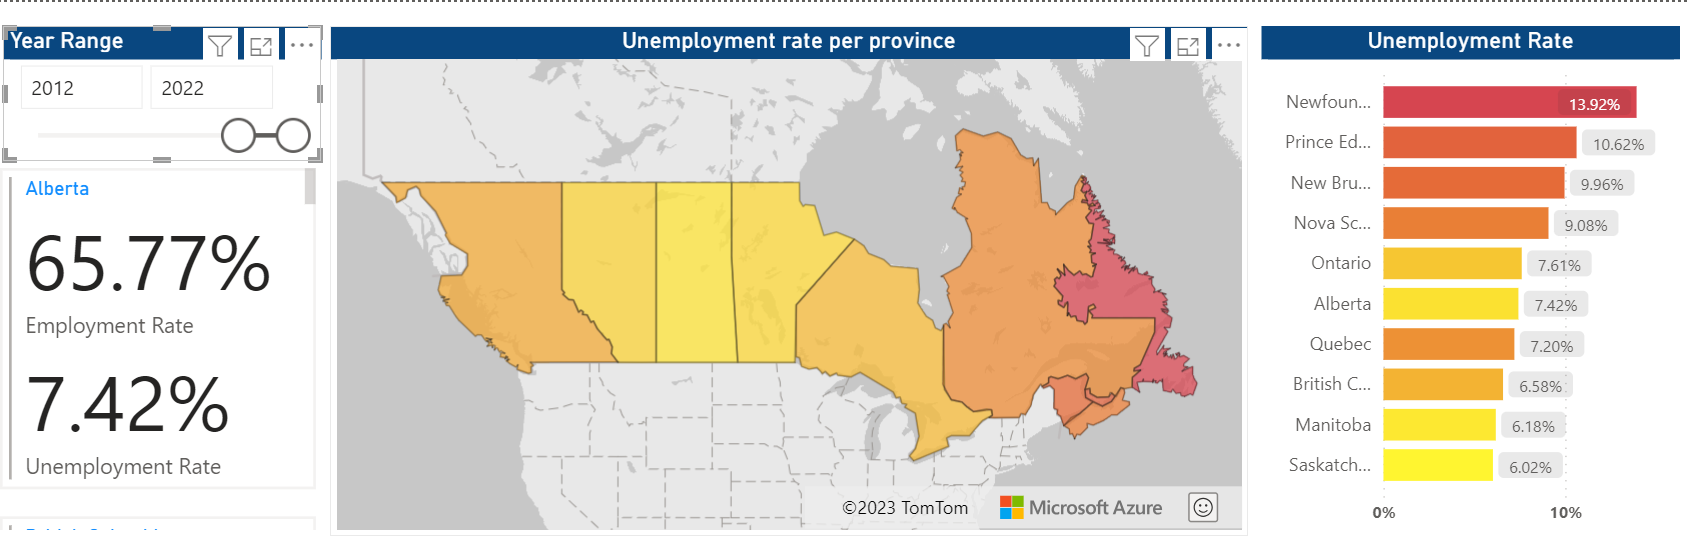 Year Range
2012 2022
Alberta
65.77%
Employment Rate
7.42%
Unemployment Rate
Unemployment rate per province
©2023 TomTom Microsoft Azure
Unemployment Rate
Newfoun... 13.92%
Prince Ed... 10.62%
New Bru... 9.96%
Nova Sc... 9.08%
Ontario 7.61%
Alberta 7.42%
Quebec 7.20%
British C... 6.58%
Manitoba 6.18%
Saskatch... 6.02%
0% 10%